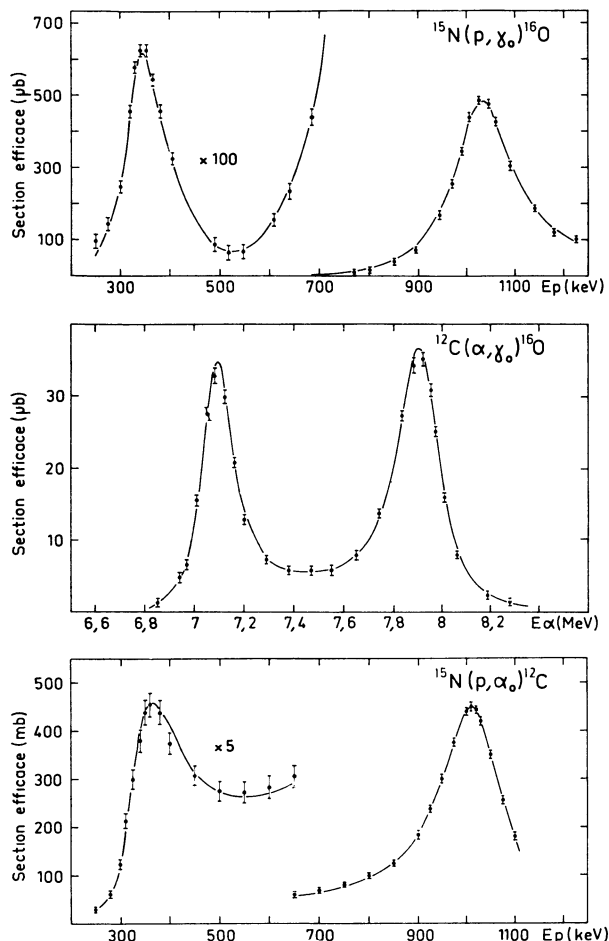 ¹⁵N(p,γ₀)¹⁶O
Section efficace (μb)
700
500
300
100
× 100
300 500 700 900 1100 Ep (keV)
¹²C(α,γ₀)¹⁶O
Section efficace (μb)
30
20
10
6,6 6,8 7 7,2 7,4 7,6 7,8 8 8,2 Eα(MeV)
¹⁵N(p,α₀)¹²C
Section efficace (mb)
500
400
300
200
100
× 5
300 500 700 900 1100 Ep (keV)